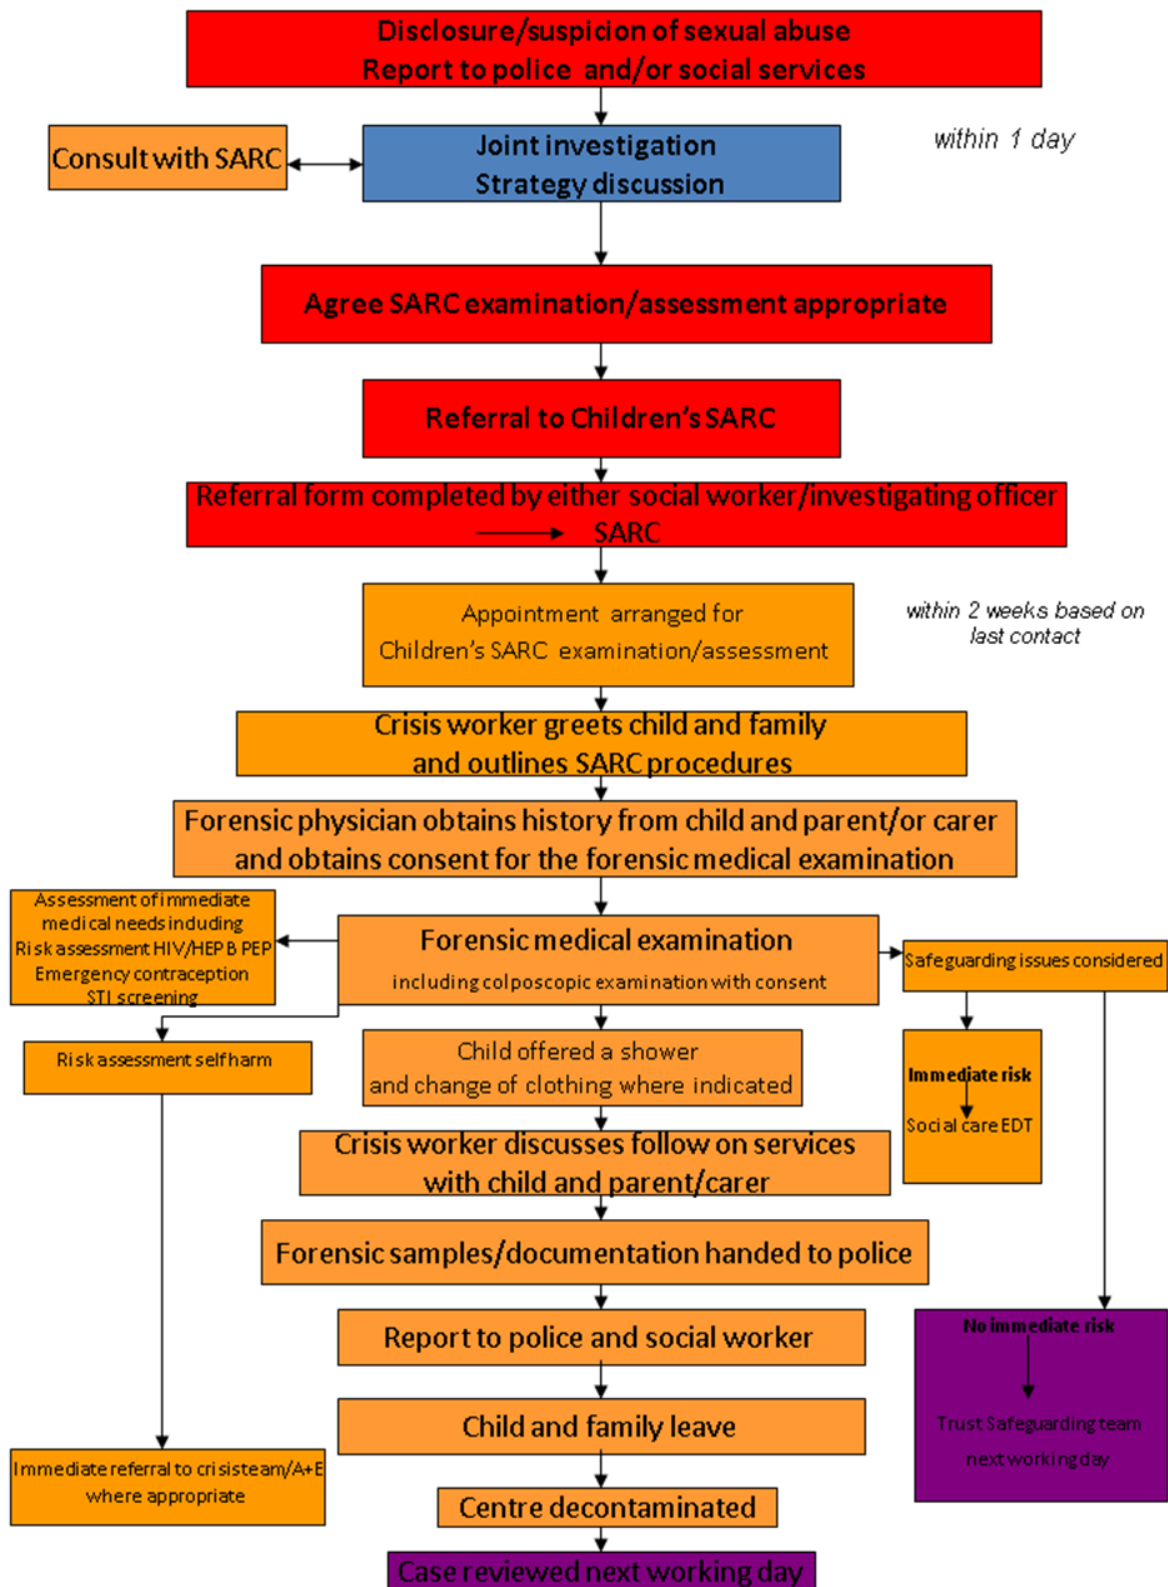 Disclosure/suspicion of sexual abuse
Report to police and/or social services
within 1 day
Consult with SARC
Joint investigation
Strategy discussion
Agree SARC examination/assessment appropriate
Referral to Children's SARC
Referral form completed by either social worker/investigating officer
SARC
Appointment arranged for
Children's SARC examination/assessment
within 2 weeks based on
last contact
Crisis worker greets child and family
and outlines SARC procedures
Forensic physician obtains history from child and parent/or carer
and obtains consent for the forensic medical examination
Assessment of immediate
medical needs including
Risk assessment HIV/HEP B PEP
Emergency contraception
STI screening
Forensic medical examination
including colposcopic examination with consent
Safeguarding issues considered
Risk assessment self harm
Child offered a shower
and change of clothing where indicated
Immediate risk
Social care EDT
Crisis worker discusses follow on services
with child and parent/carer
Forensic samples/documentation handed to police
Report to police and social worker
No immediate risk
Trust Safeguarding team
next working day
Child and family leave
Immediate referral to crisis team/A+E
where appropriate
Centre decontaminated
Case reviewed next working day